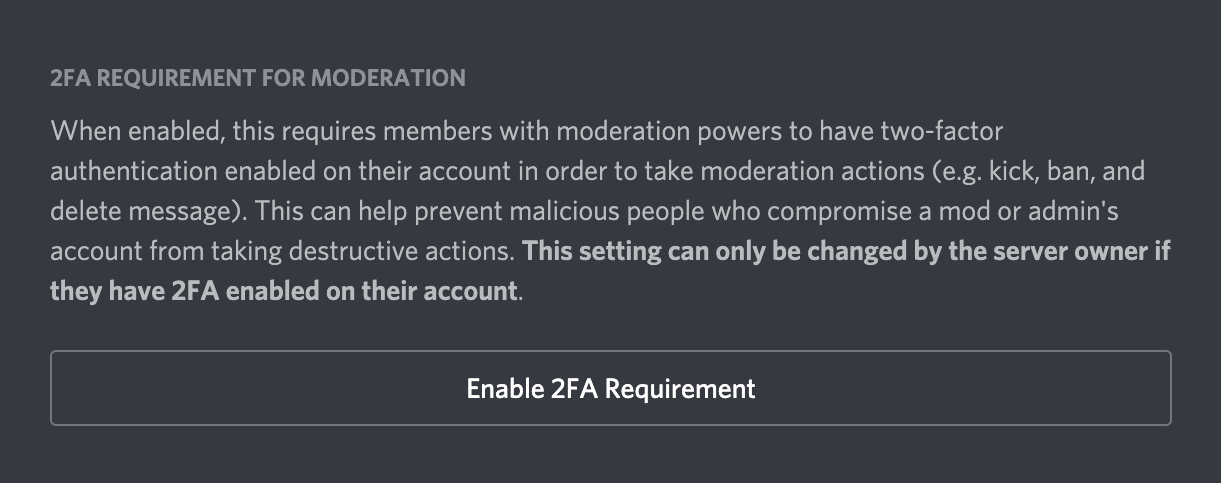 2FA REQUIREMENT FOR MODERATION
When enabled, this requires members with moderation powers to have two-factor
authentication enabled on their account in order to take moderation actions (e.g. kick, ban, and
delete message). This can help prevent malicious people who compromise a mod or admin's
account from taking destructive actions. This setting can only be changed by the server owner if
they have 2FA enabled on their account.
Enable 2FA Requirement